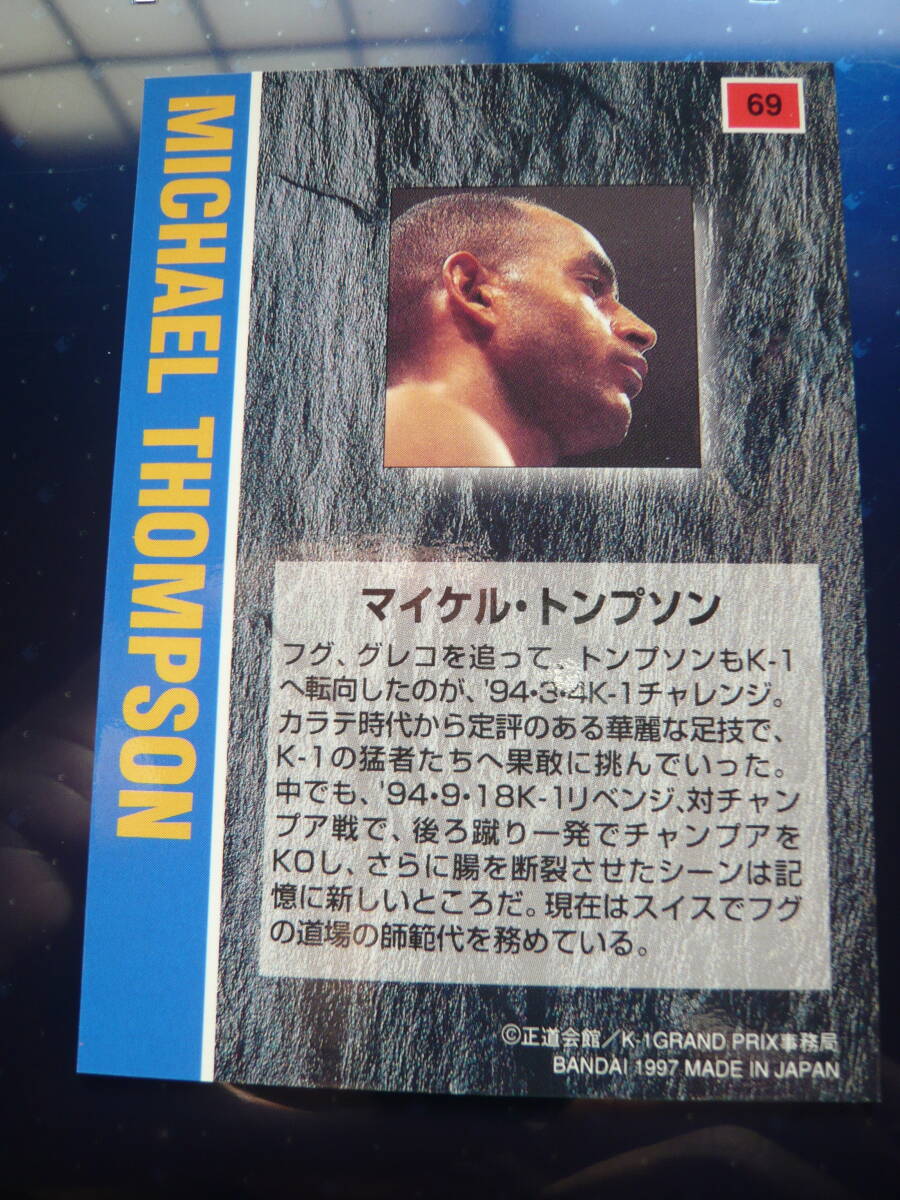 69
MICHAEL THOMPSON
マイケル・トンプソン
フグ、グレコを追って、トンプソンもK-1
へ転向したのが、'94・3・4K-1チャレンジ。
カラテ時代から定評のある華麗な足技で、
K-1の猛者たちへ果敢に挑んでいった。
中でも、'94・9・18K-1リベンジ、対チャン
プア戦で、後ろ蹴り一発でチャンプアを
KOし、さらに腸を断裂させたシーンは記
憶に新しいところだ。現在はスイスでフグ
の道場の師範代を務めている。
©正道会館／K-1GRAND PRIX事務局
BANDAI 1997 MADE IN JAPAN